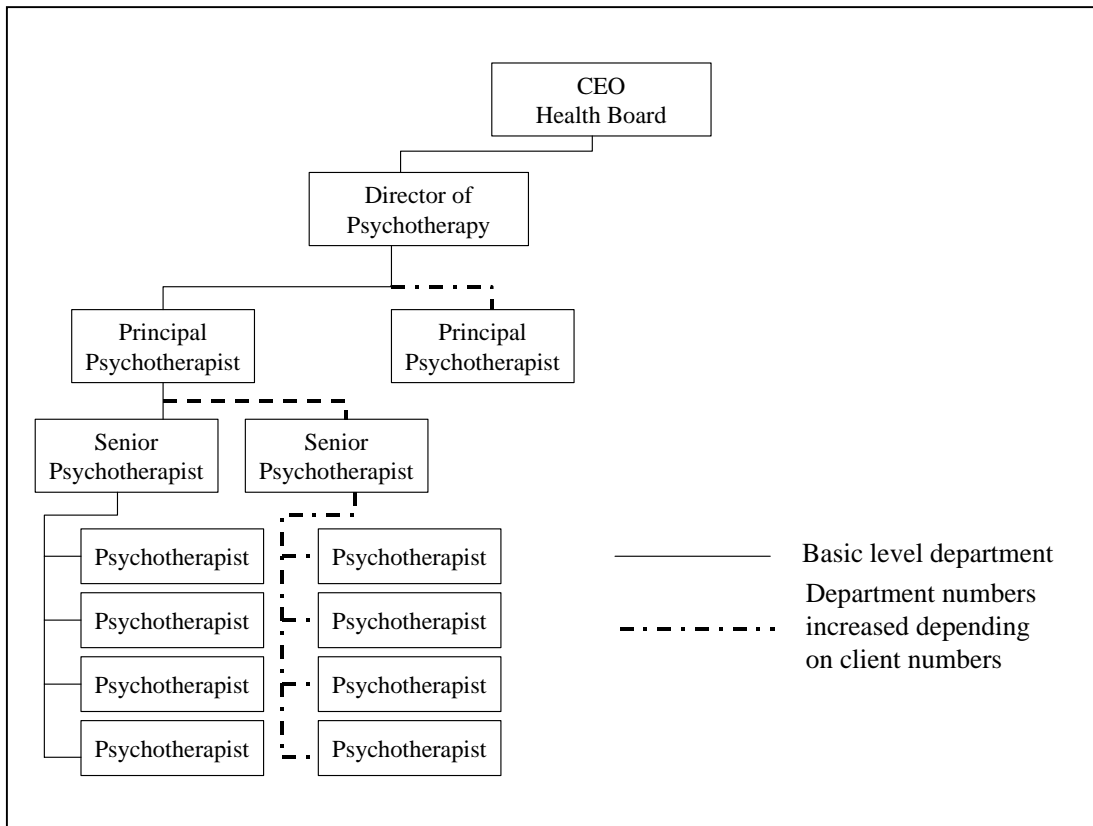 CEO
Health Board
Director of
Psychotherapy
Principal
Psychotherapist
Principal
Psychotherapist
Senior
Psychotherapist
Senior
Psychotherapist
Psychotherapist
Psychotherapist
Psychotherapist
Psychotherapist
Psychotherapist
Psychotherapist
Psychotherapist
Psychotherapist
Basic level department
Department numbers
increased depending
on client numbers